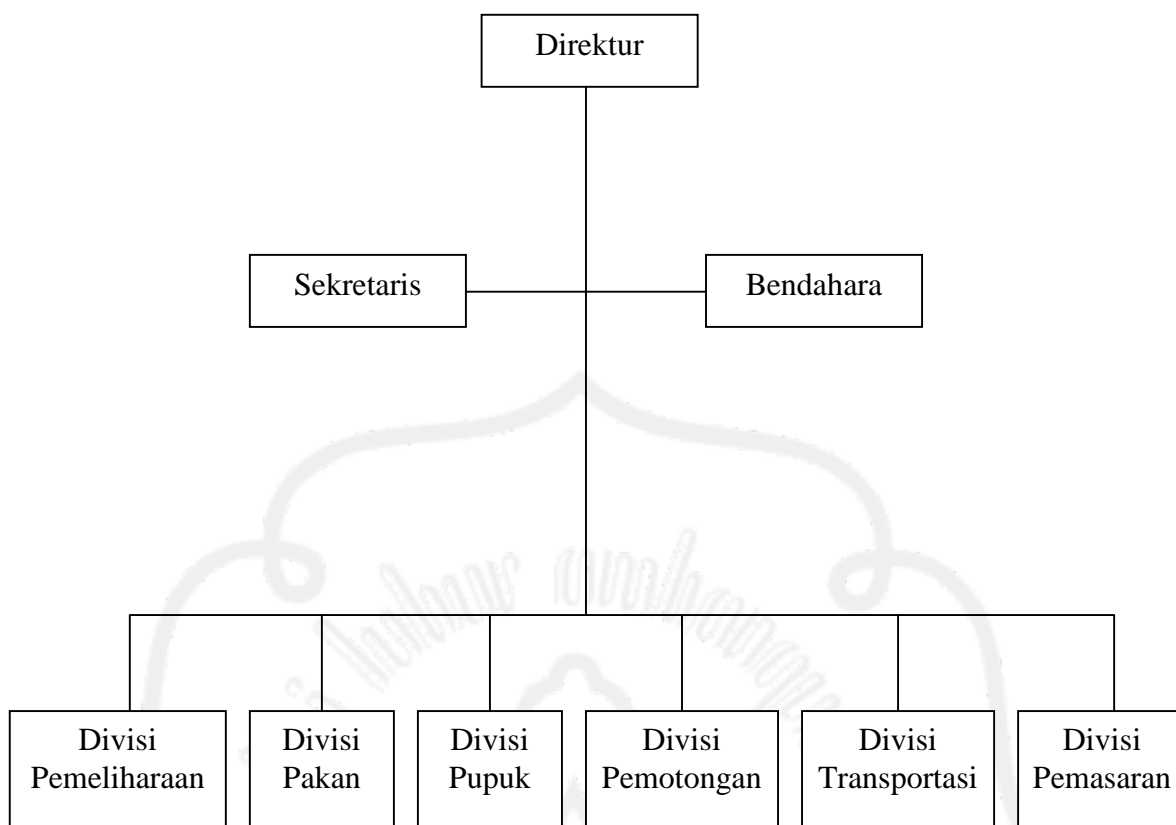 Direktur
Sekretaris
Bendahara
Divisi
Pemeliharaan
Divisi
Pakan
Divisi
Pupuk
Divisi
Pemotongan
Divisi
Transportasi
Divisi
Pemasaran